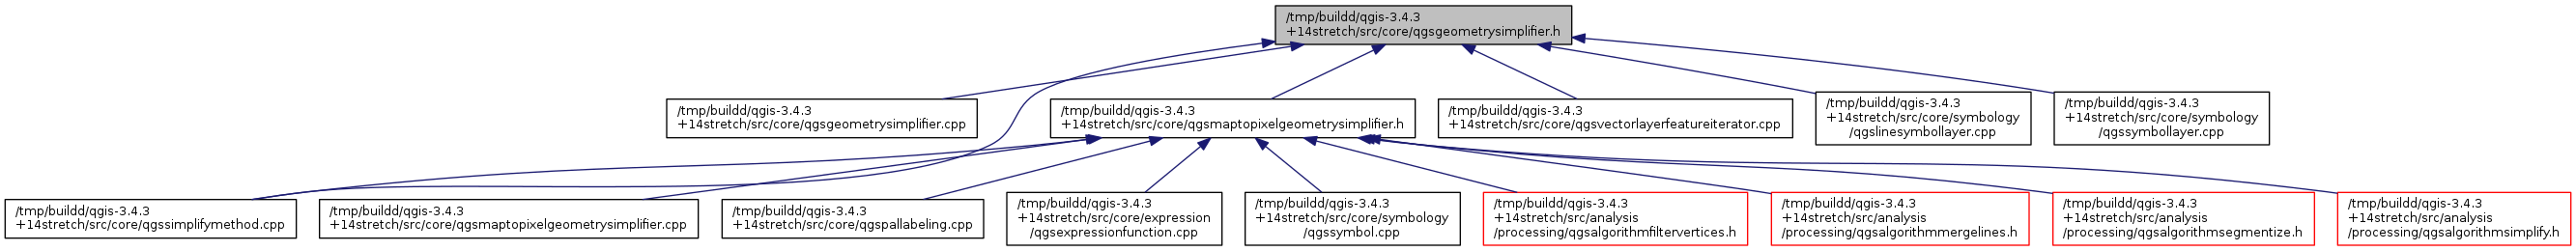 /tmp/buildd/qgis-3.4.3
+14stretch/src/core/qgsgeometrysimplifier.h
/tmp/buildd/qgis-3.4.3
+14stretch/src/core/qgsgeometrysimplifier.cpp
/tmp/buildd/qgis-3.4.3
+14stretch/src/core/qgsmaptopixelgeometrysimplifier.h
/tmp/buildd/qgis-3.4.3
+14stretch/src/core/qgsvectorlayerfeatureiterator.cpp
/tmp/buildd/qgis-3.4.3
+14stretch/src/core/symbology
/qgslinesymbollayer.cpp
/tmp/buildd/qgis-3.4.3
+14stretch/src/core/symbology
/qgssymbollayer.cpp
/tmp/buildd/qgis-3.4.3
+14stretch/src/core/qgssimplifymethod.cpp
/tmp/buildd/qgis-3.4.3
+14stretch/src/core/qgsmaptopixelgeometrysimplifier.cpp
/tmp/buildd/qgis-3.4.3
+14stretch/src/core/qgspallabeling.cpp
/tmp/buildd/qgis-3.4.3
+14stretch/src/core/expression
/qgsexpressionfunction.cpp
/tmp/buildd/qgis-3.4.3
+14stretch/src/core/symbology
/qgssymbol.cpp
/tmp/buildd/qgis-3.4.3
+14stretch/src/analysis
/processing/qgsalgorithmfiltervertices.h
/tmp/buildd/qgis-3.4.3
+14stretch/src/analysis
/processing/qgsalgorithmmergelines.h
/tmp/buildd/qgis-3.4.3
+14stretch/src/analysis
/processing/qgsalgorithmsegmentize.h
/tmp/buildd/qgis-3.4.3
+14stretch/src/analysis
/processing/qgsalgorithmsimplify.h